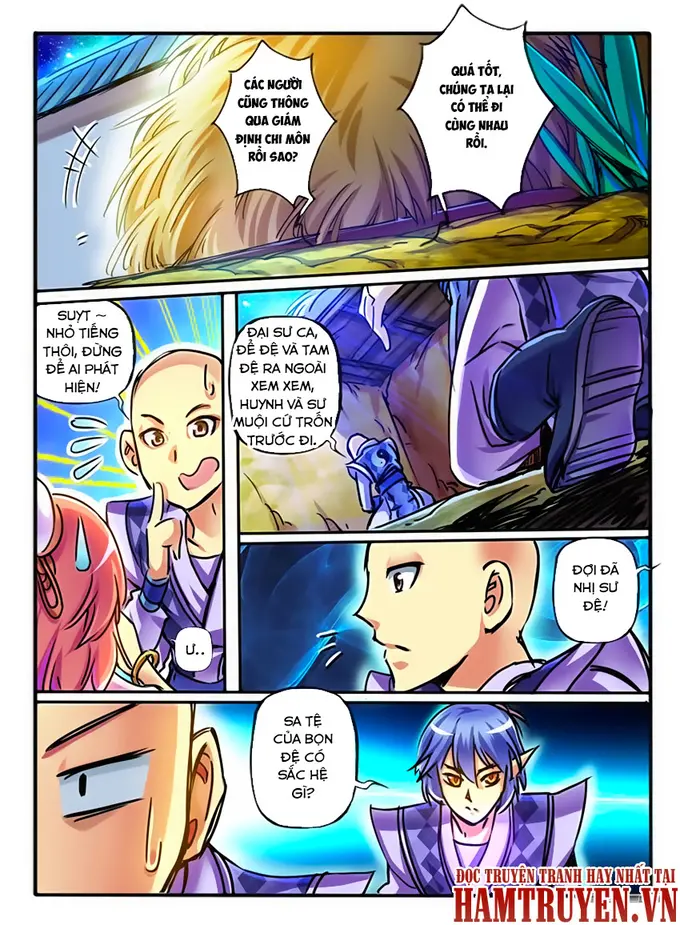 CÁC NGƯỜI
CŨNG THÔNG
QUA GIÁM
ĐỊNH CHI MÔN
RỒI SAO?
QUÁ TỐT,
CHÚNG TA LẠI
CÓ THỂ ĐI
CÙNG NHAU
RỒI.
SUYT ~
NHỎ TIẾNG
THÔI, ĐỪNG
ĐỂ AI PHÁT
HIỆN!
Ư..
ĐẠI SƯ CA,
ĐỂ ĐỆ VÀ TAM
ĐỆ RA NGOÀI
XEM XEM,
HUYNH VÀ SƯ
MUỘI CỨ TRỐN
TRƯỚC ĐI.
ĐỢI ĐÃ
NHỊ SƯ
ĐỆ!
SA TỆ
CỦA BỌN
ĐỆ CÓ
SẮC HỆ
GÌ?
ĐỌC TRUYỆN TRANH HAY NHẤT TẠI
HAMTRUYEN.VN